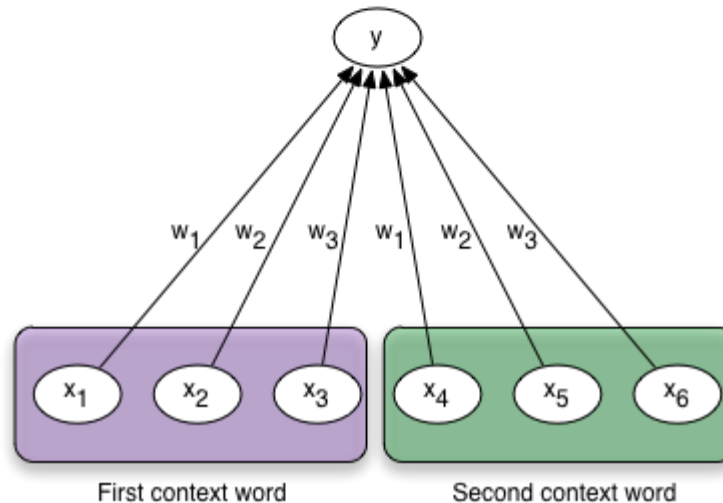 y
w₁ w₂ w₃ w₁ w₂ w₃
x₁ x₂ x₃ x₄ x₅ x₆
First context word Second context word